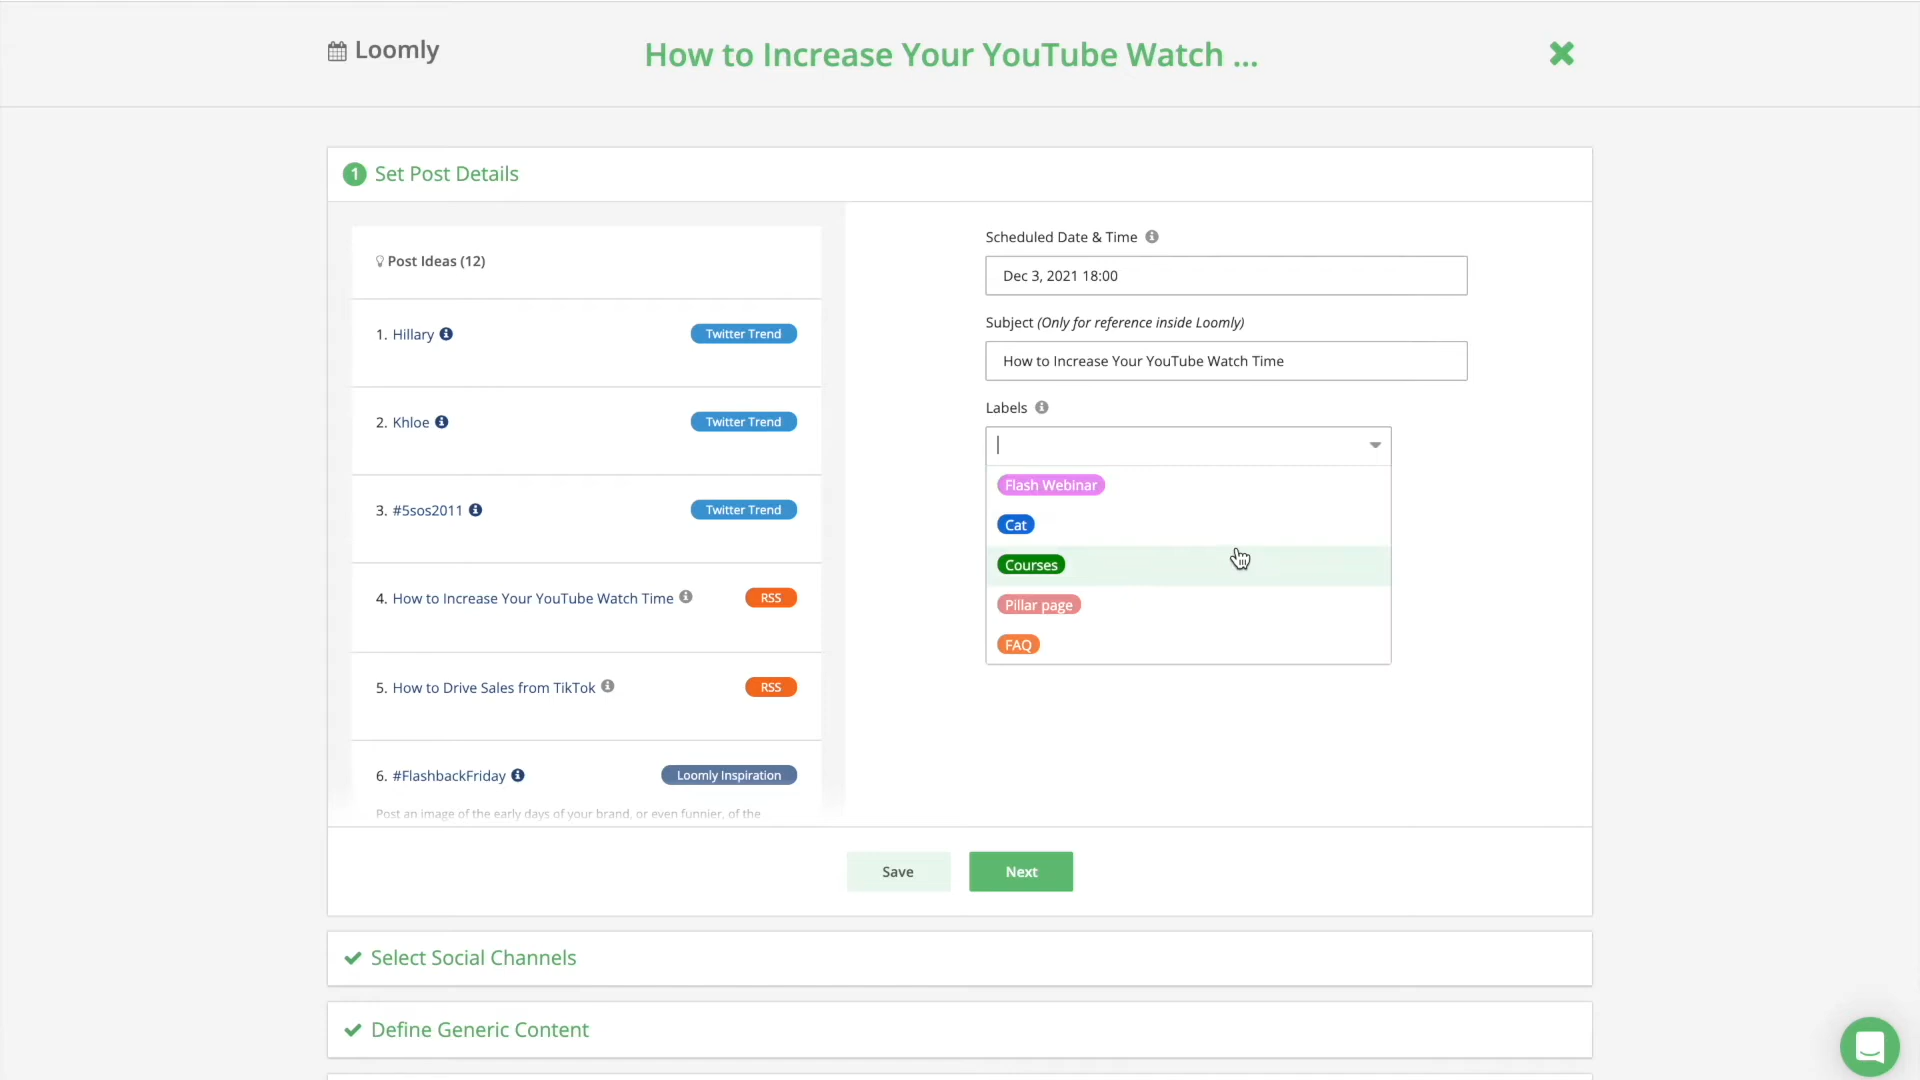 Loomly
How to Increase Your YouTube Watch ...
1 Set Post Details
Post Ideas (12)
1. Hillary
Twitter Trend
2. Khloe
Twitter Trend
3. #5sos2011
Twitter Trend
4. How to Increase Your YouTube Watch Time
RSS
5. How to Drive Sales from TikTok
RSS
6. #FlashbackFriday
Loomly Inspiration
Post an image of the early days of your brand, or even funnier, of the
Scheduled Date & Time
Dec 3, 2021 18:00
Subject (Only for reference inside Loomly)
How to Increase Your YouTube Watch Time
Labels
Flash Webinar
Cat
Courses
Pillar page
FAQ
Save
Next
Select Social Channels
Define Generic Content